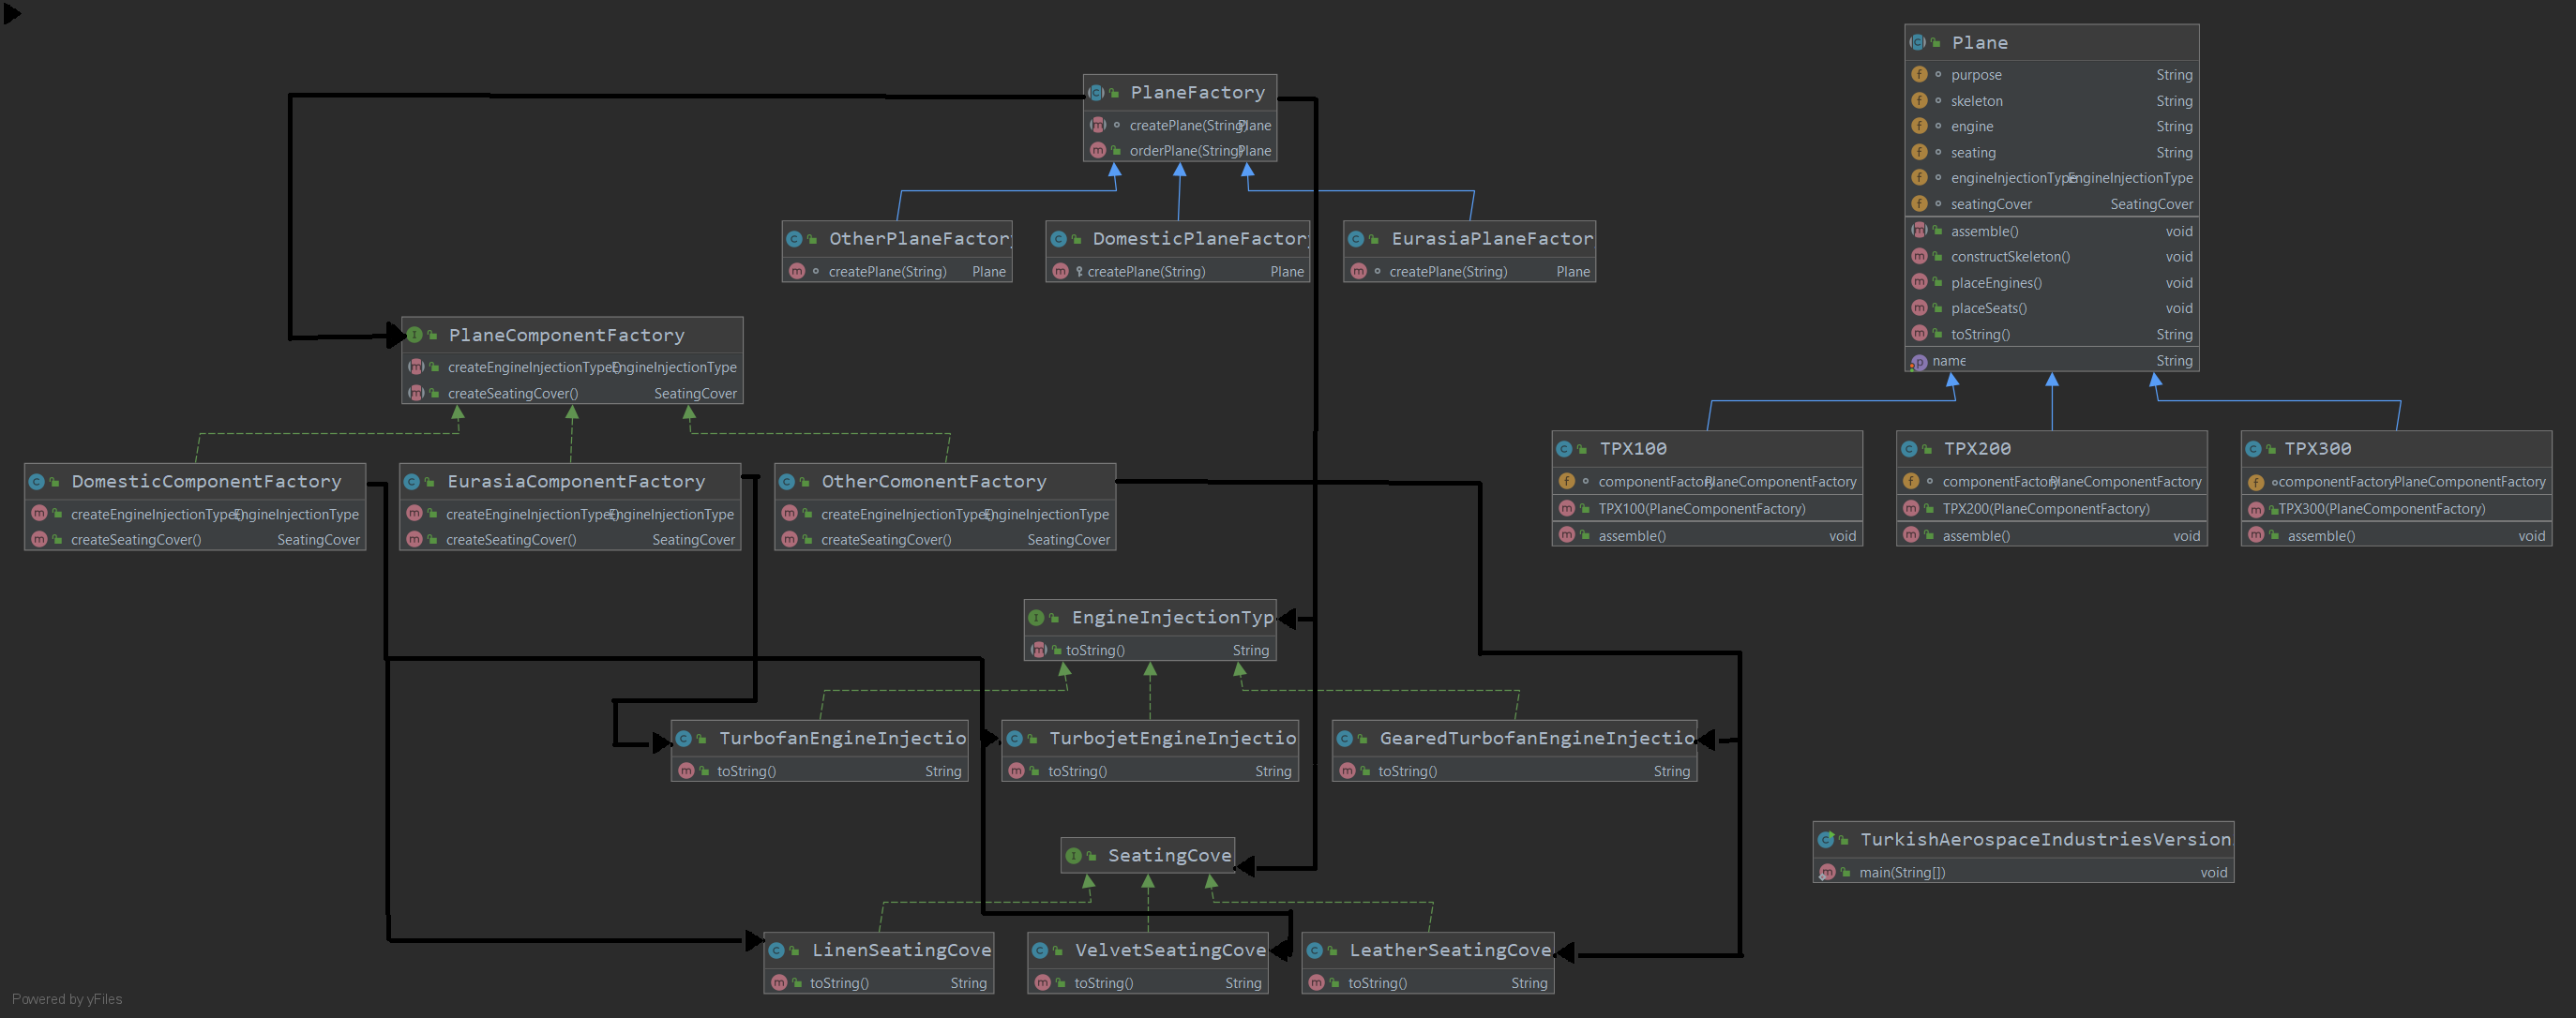 Plane
purpose String
skeleton String
engine String
seating String
engineInjectionType EngineInjectionType
seatingCover SeatingCover
assemble() void
constructSkeleton() void
placeEngines() void
placeSeats() void
toString() String
name String
PlaneFactory
createPlane(String) Plane
orderPlane(String) Plane
OtherPlaneFactor
createPlane(String) Plane
DomesticPlaneFactor
createPlane(String) Plane
EurasiaPlaneFactor
createPlane(String) Plane
PlaneComponentFactory
createEngineInjectionType() EngineInjectionType
createSeatingCover() SeatingCover
DomesticComponentFactory
createEngineInjectionType() EngineInjectionType
createSeatingCover() SeatingCover
EurasiaComponentFactory
createEngineInjectionType() EngineInjectionType
createSeatingCover() SeatingCover
OtherComonentFactory
createEngineInjectionType() EngineInjectionType
createSeatingCover() SeatingCover
TPX100
componentFactory PlaneComponentFactory
TPX100(PlaneComponentFactory)
assemble() void
TPX200
componentFactory PlaneComponentFactory
TPX200(PlaneComponentFactory)
assemble() void
TPX300
componentFactory PlaneComponentFactory
TPX300(PlaneComponentFactory)
assemble() void
EngineInjectionTyp
toString() String
TurbofanEngineInjectio
toString() String
TurbojetEngineInjectio
toString() String
GearedTurbofanEngineInjectio
toString() String
SeatingCove
TurkishAerospaceIndustriesVersion
main(String[]) void
LinenSeatingCove
toString() String
VelvetSeatingCove
toString() String
LeatherSeatingCove
toString() String
Powered by yFiles